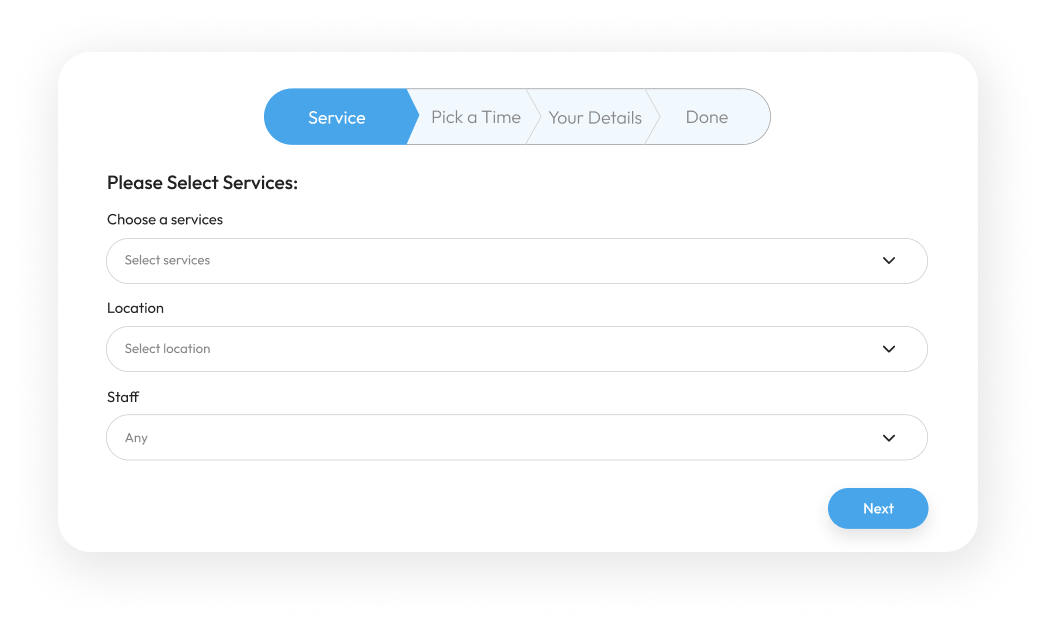 Service Pick a Time Your Details Done
Please Select Services:
Choose a services
Select services
Location
Select location
Staff
Any
Next